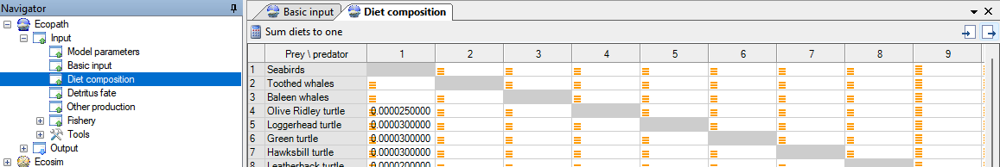 Navigator
Ecopath
Input
Model parameters
Basic input
Diet composition
Detritus fate
Other production
Fishery
Tools
Output
Ecosim
Basic input
Diet composition
Sum diets to one
Prey \ predator 1 2 3 4 5 6 7 8 9
1 Seabirds
2 Toothed whales
3 Baleen whales
4 Olive Ridley turtle 0.0000250000
5 Loggerhead turtle 0.0000300000
6 Green turtle 0.0000300000
7 Hawksbill turtle 0.0000300000
8 Leatherback turtle 0.0000200000